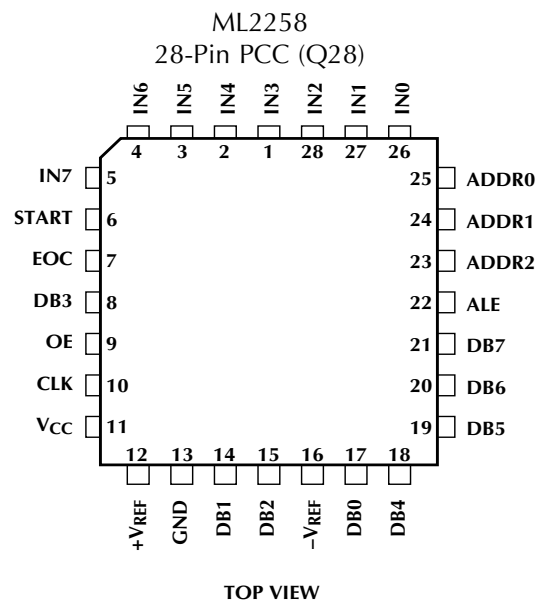 ML2258
28-Pin PCC (Q28)
IN6 IN5 IN4 IN3 IN2 IN1 IN0
4 3 2 1 28 27 26
IN7 5 25 ADDR0
START 6 24 ADDR1
EOC 7 23 ADDR2
DB3 8 22 ALE
OE 9 21 DB7
CLK 10 20 DB6
VCC 11 19 DB5
12 13 14 15 16 17 18
+VREF GND DB1 DB2 –VREF DB0 DB4
TOP VIEW